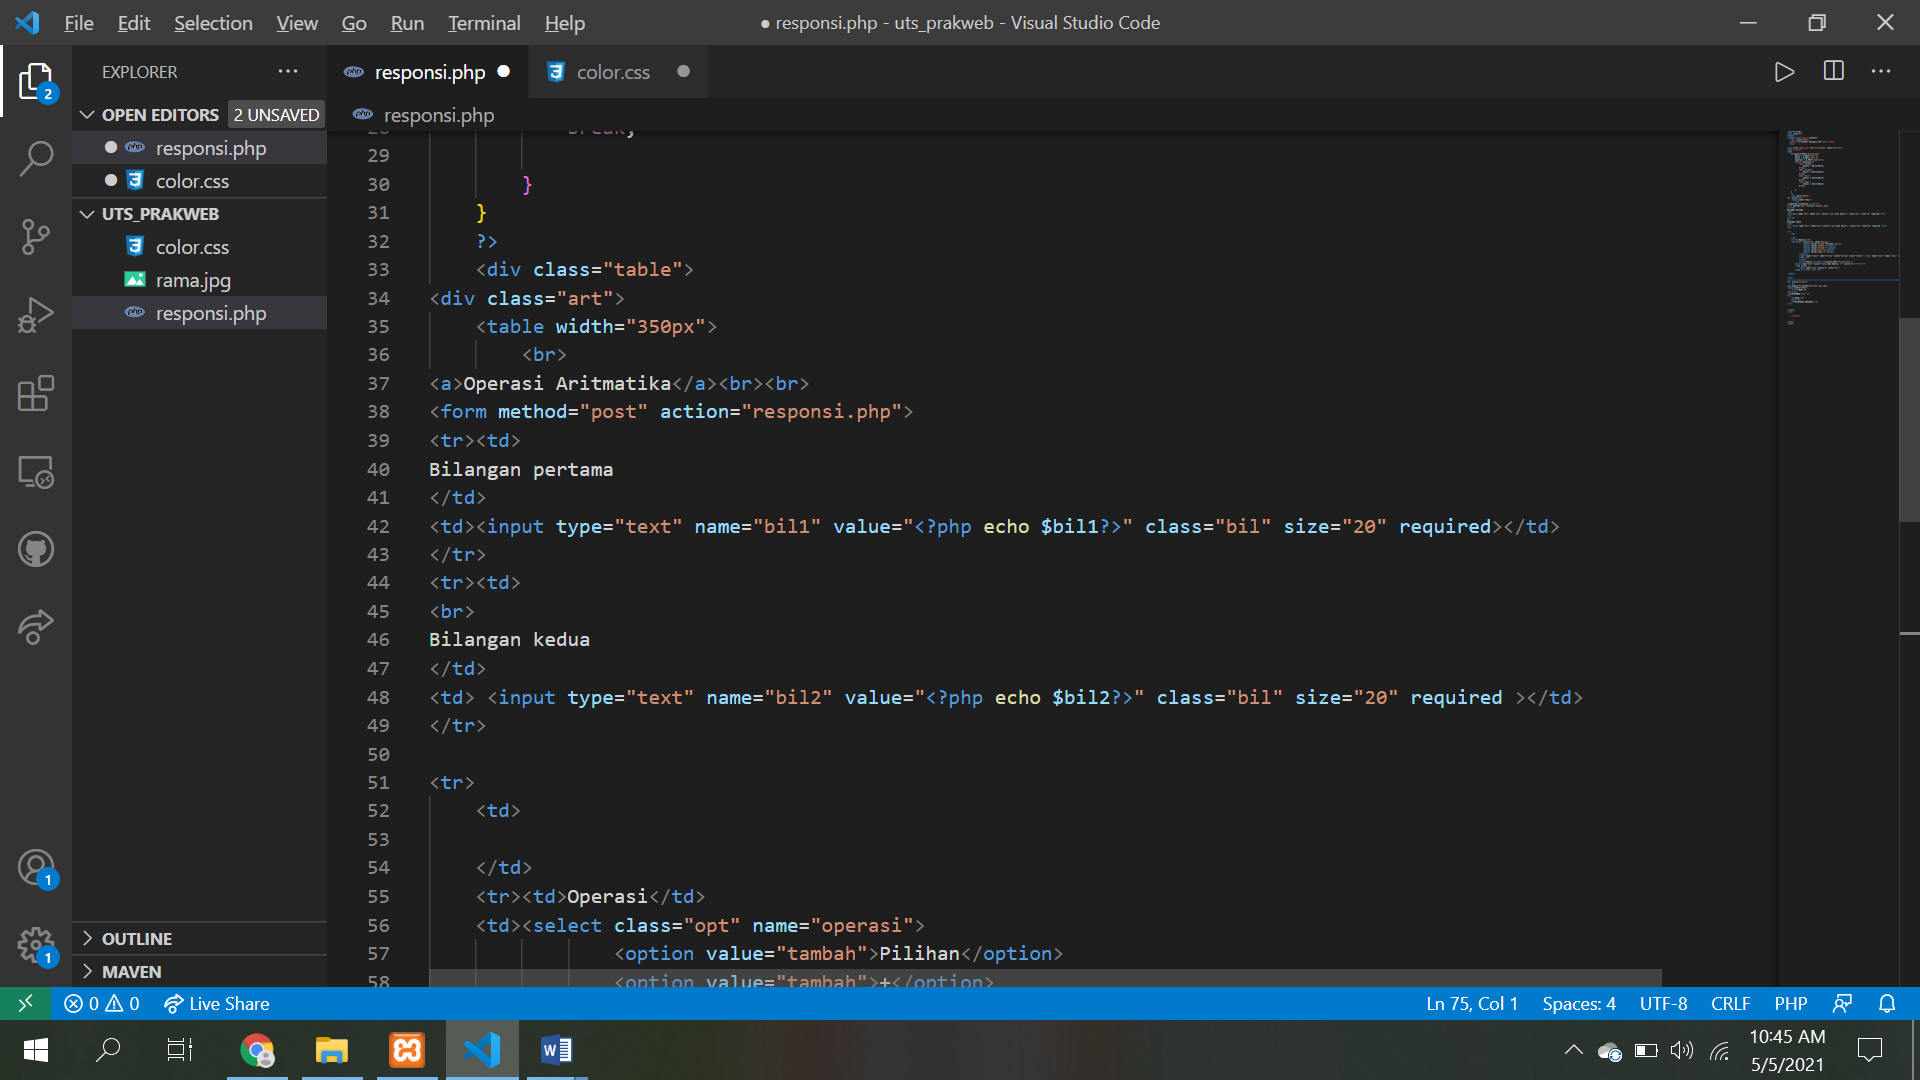 File Edit Selection View Go Run Terminal Help
● responsi.php - uts_prakweb - Visual Studio Code
EXPLORER
responsi.php
color.css
OPEN EDITORS 2 UNSAVED
responsi.php
responsi.php
color.css
UTS_PRAKWEB
color.css
rama.jpg
responsi.php
OUTLINE
MAVEN
28 break;
29
30 }
31 }
32 ?>
33 <div class="table">
34 <div class="art">
35 <table width="350px">
36 <br>
37 <a>Operasi Aritmatika</a><br><br>
38 <form method="post" action="responsi.php">
39 <tr><td>
40 Bilangan pertama
41 </td>
42 <td><input type="text" name="bil1" value="<?php echo $bil1?>" class="bil" size="20" required></td>
43 </tr>
44 <tr><td>
45 <br>
46 Bilangan kedua
47 </td>
48 <td> <input type="text" name="bil2" value="<?php echo $bil2?>" class="bil" size="20" required ></td>
49 </tr>
50
51 <tr>
52 <td>
53
54 </td>
55 <tr><td>Operasi</td>
56 <td><select class="opt" name="operasi">
57 <option value="tambah">Pilihan</option>
58 <option value="tambah">+</option>
2
1
1
0 0 Live Share
Ln 75, Col 1 Spaces: 4 UTF-8 CRLF PHP
10:45 AM
5/5/2021